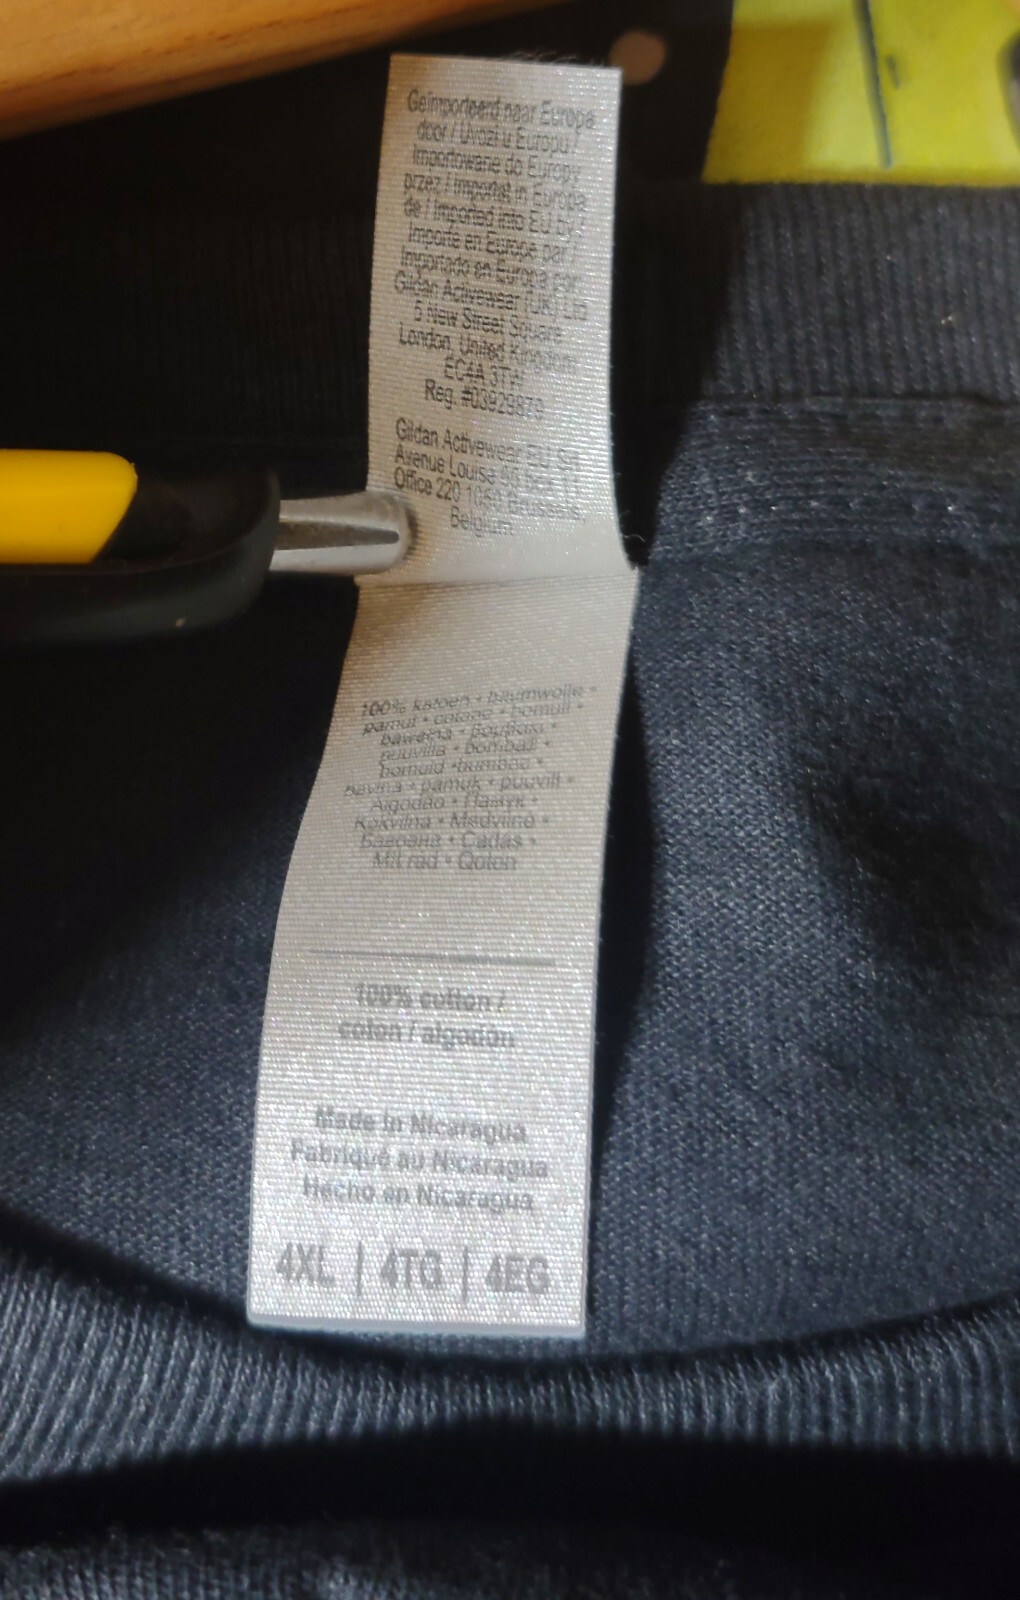 Geïmporteerd naar Europa
door / Uvozi u Europu /
Importowane do Europy
przez / Importat in Europa
de / Imported into EU by /
Importé en Europe par /
Importado en Europa por:
Gildan Activewear (UK) Ltd
5 New Street Square
London, United Kingdom
EC4A 3TW
Reg. #03929879
Gildan Activewear EU
Avenue Louise
Office 220 1050 Brussels,
Belgium
100% katoen • baumwolle •
pamut • cotone • bomull •
bawełna •
puuvilla • bombaž •
bomuld • bumbac •
bavlna • pamuk • puuvill •
Algodão • Памук •
Kokvilna • Medvilnė •
Бавовна • Cadás •
Mit rad • Qoton
100% cotton /
coton / algodón
Made in Nicaragua
Fabriqué au Nicaragua
Hecho en Nicaragua
4XL | 4TG | 4EG